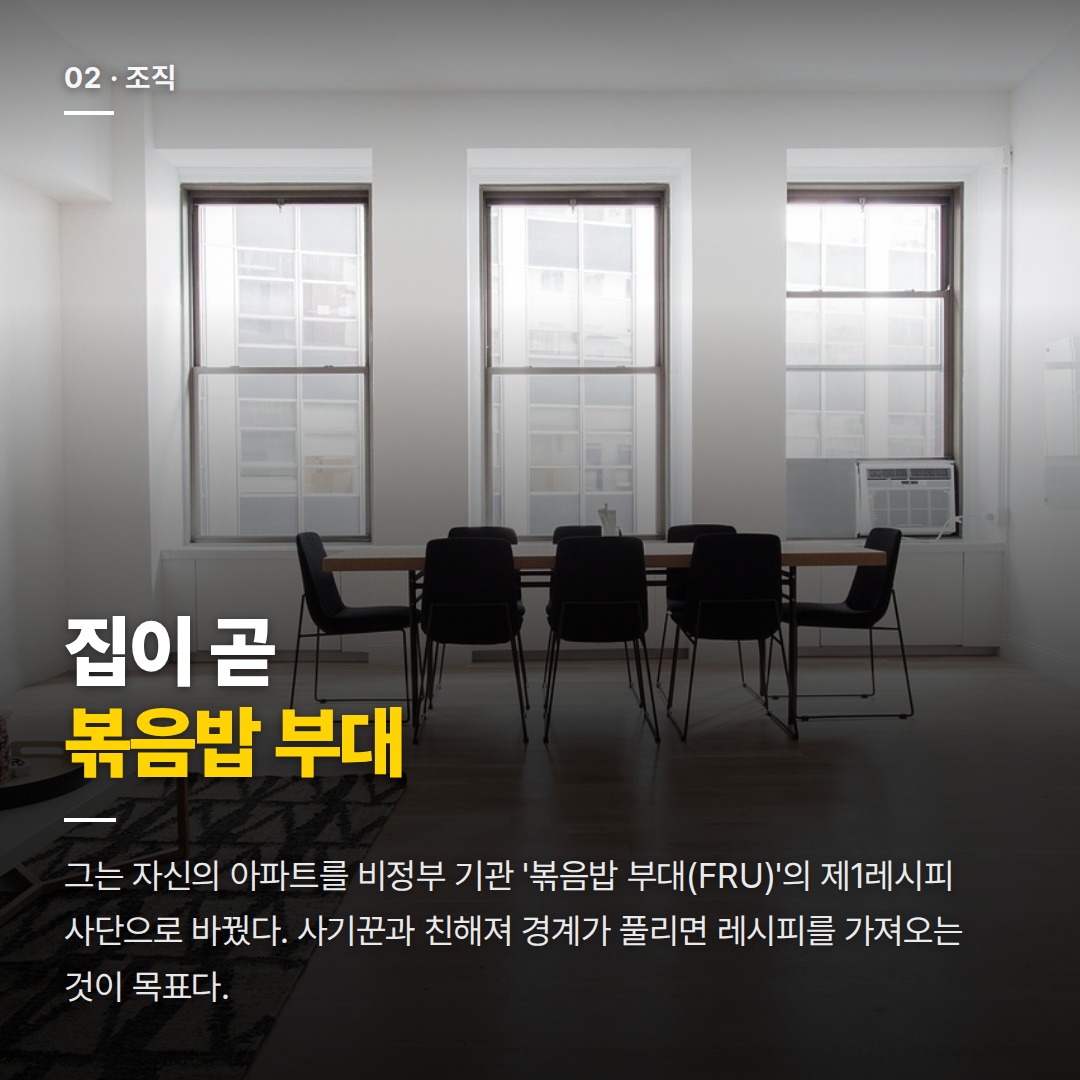 02 · 조직
집이 곧
볶음밥 부대
그는 자신의 아파트를 비정부 기관 '볶음밥 부대(FRU)'의 제1레시피
사단으로 바꿨다. 사기꾼과 친해져 경계가 풀리면 레시피를 가져오는
것이 목표다.